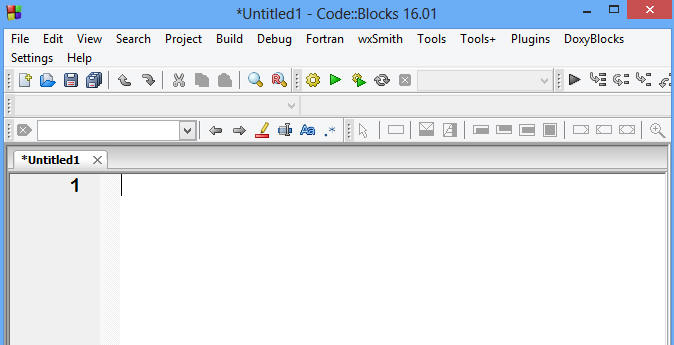 *Untitled1 - Code::Blocks 16.01
File Edit View Search Project Build Debug Fortran wxSmith Tools Tools+ Plugins DoxyBlocks
Settings Help
Aa .*
*Untitled1
1